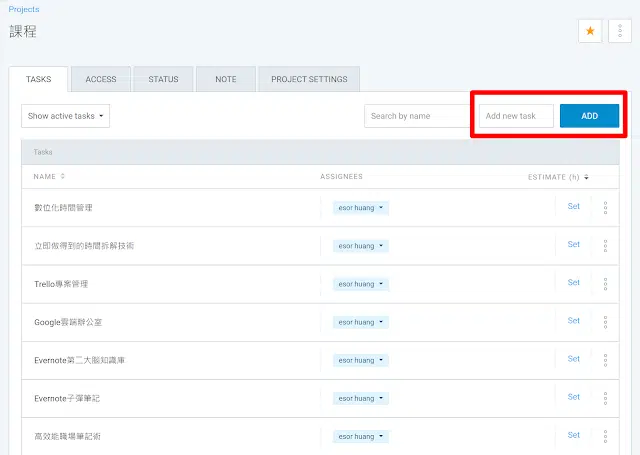 Projects
課程
TASKS ACCESS STATUS NOTE PROJECT SETTINGS
Show active tasks Search by name Add new task ADD
Tasks
NAME ASSIGNEES ESTIMATE (h)
數位化時間管理 esor huang Set
立即做得到的時間拆解技術 esor huang Set
Trello專案管理 esor huang Set
Google雲端辦公室 esor huang Set
Evernote第二大腦知識庫 esor huang Set
Evernote子彈筆記 esor huang Set
高效能職場筆記術 esor huang Set